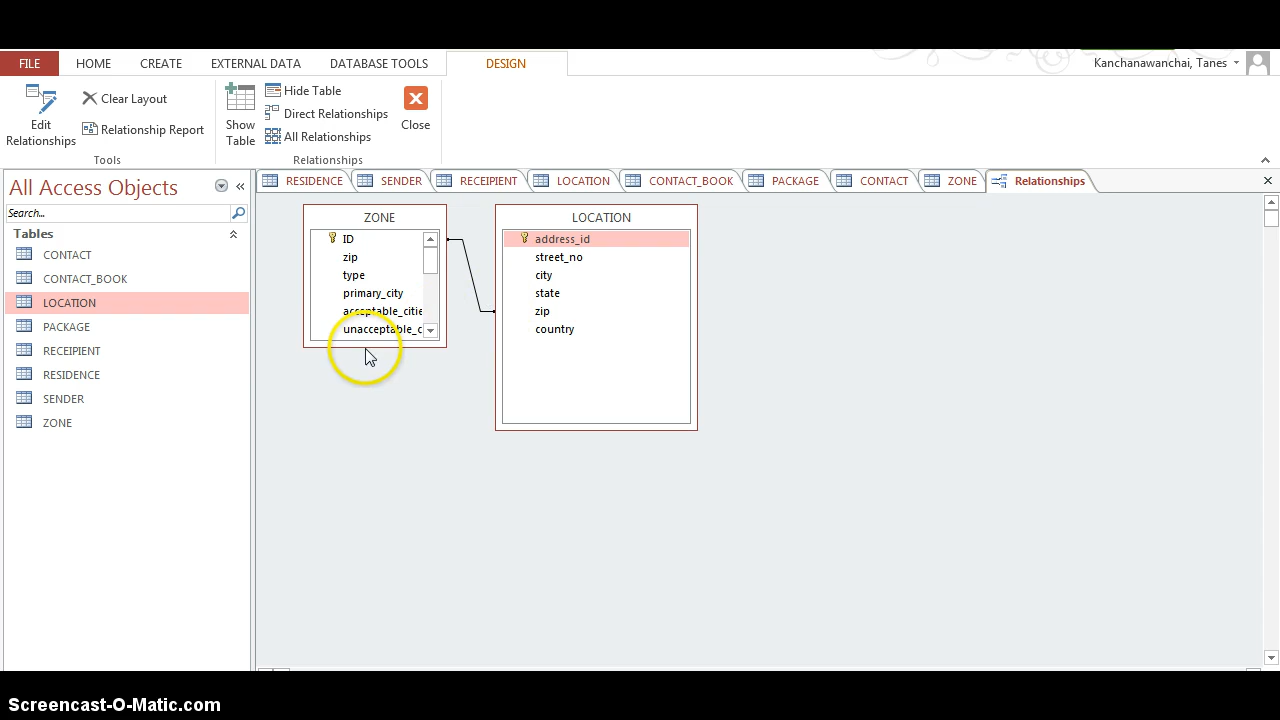 FILE HOME CREATE EXTERNAL DATA DATABASE TOOLS DESIGN Kanchanawanchai, Tanes
Edit Relationships
Clear Layout
Relationship Report
Tools
Show Table
Hide Table
Direct Relationships
All Relationships
Close
Relationships
All Access Objects
Search...
Tables
CONTACT
CONTACT_BOOK
LOCATION
PACKAGE
RECEIPIENT
RESIDENCE
SENDER
ZONE
RESIDENCE SENDER RECEIPIENT LOCATION CONTACT_BOOK PACKAGE CONTACT ZONE Relationships
ZONE
ID
zip
type
primary_city
acceptable_citie
unacceptable_c
LOCATION
address_id
street_no
city
state
zip
country
Screencast-O-Matic.com